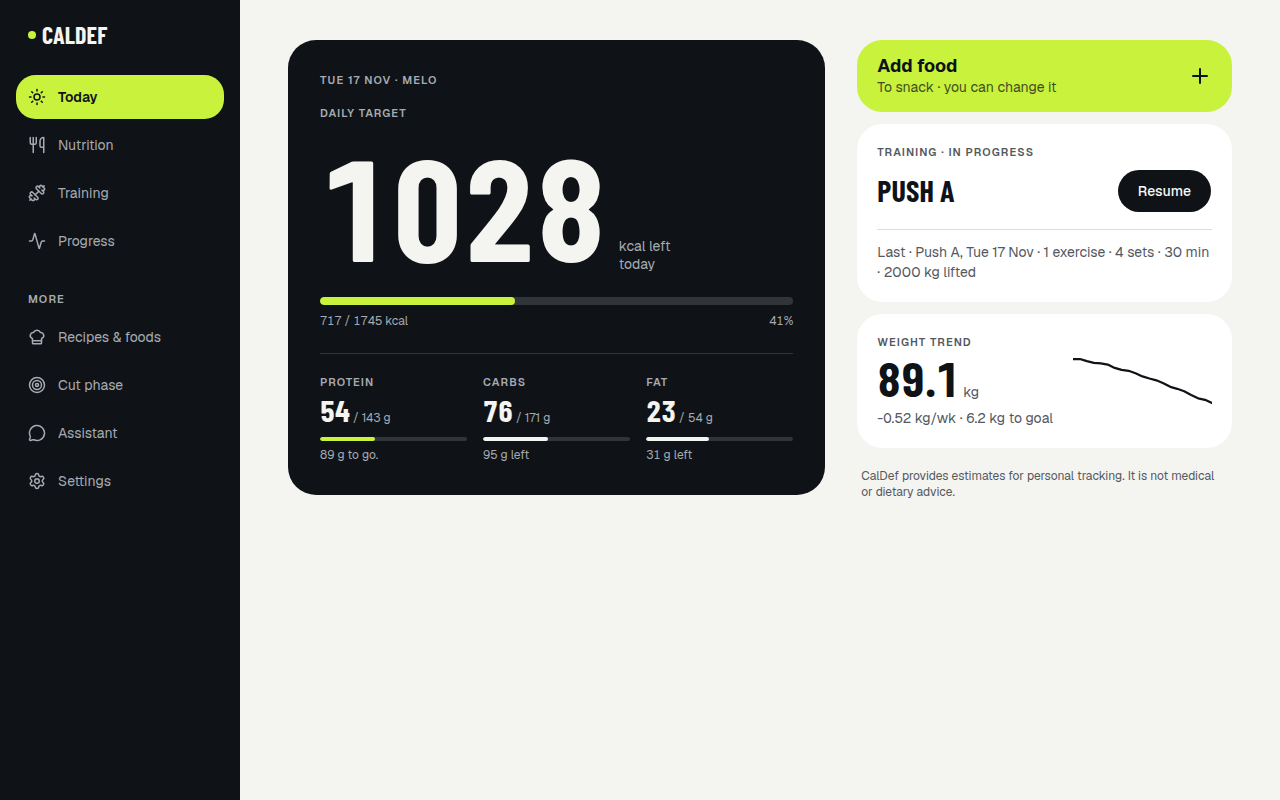 CALDEF
Today
Nutrition
Training
Progress
MORE
Recipes & foods
Cut phase
Assistant
Settings
TUE 17 NOV · MELO
DAILY TARGET
1028
kcal left
today
717 / 1745 kcal
41%
PROTEIN
54 / 143 g
89 g to go.
CARBS
76 / 171 g
95 g left
FAT
23 / 54 g
31 g left
Add food
To snack · you can change it
TRAINING · IN PROGRESS
PUSH A
Resume
Last · Push A, Tue 17 Nov · 1 exercise · 4 sets · 30 min
· 2000 kg lifted
WEIGHT TREND
89.1 kg
-0.52 kg/wk · 6.2 kg to goal
CalDef provides estimates for personal tracking. It is not medical
or dietary advice.